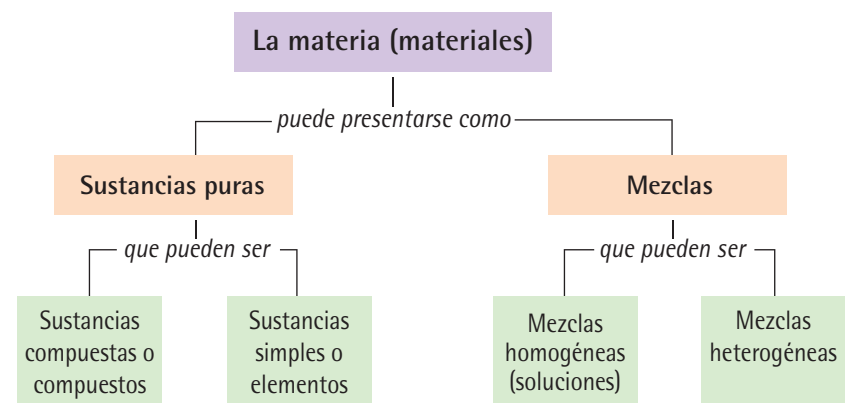 La materia (materiales)
puede presentarse como
Sustancias puras
Mezclas
que pueden ser
que pueden ser
Sustancias
compuestas o
compuestos
Sustancias
simples o
elementos
Mezclas
homogéneas
(soluciones)
Mezclas
heterogéneas